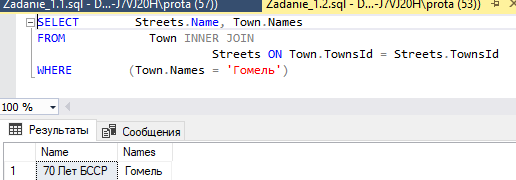 Zadanie_1.1.sql - D...-J7VJ20H\prota (57))
Zadanie_1.2.sql - D...-J7VJ20H\prota (53))
SELECT Streets.Name, Town.Names
FROM Town INNER JOIN
Streets ON Town.TownsId = Streets.TownsId
WHERE (Town.Names = 'Гомель')
100 %
Результаты Сообщения
Name Names
1 70 Лет БССР Гомель